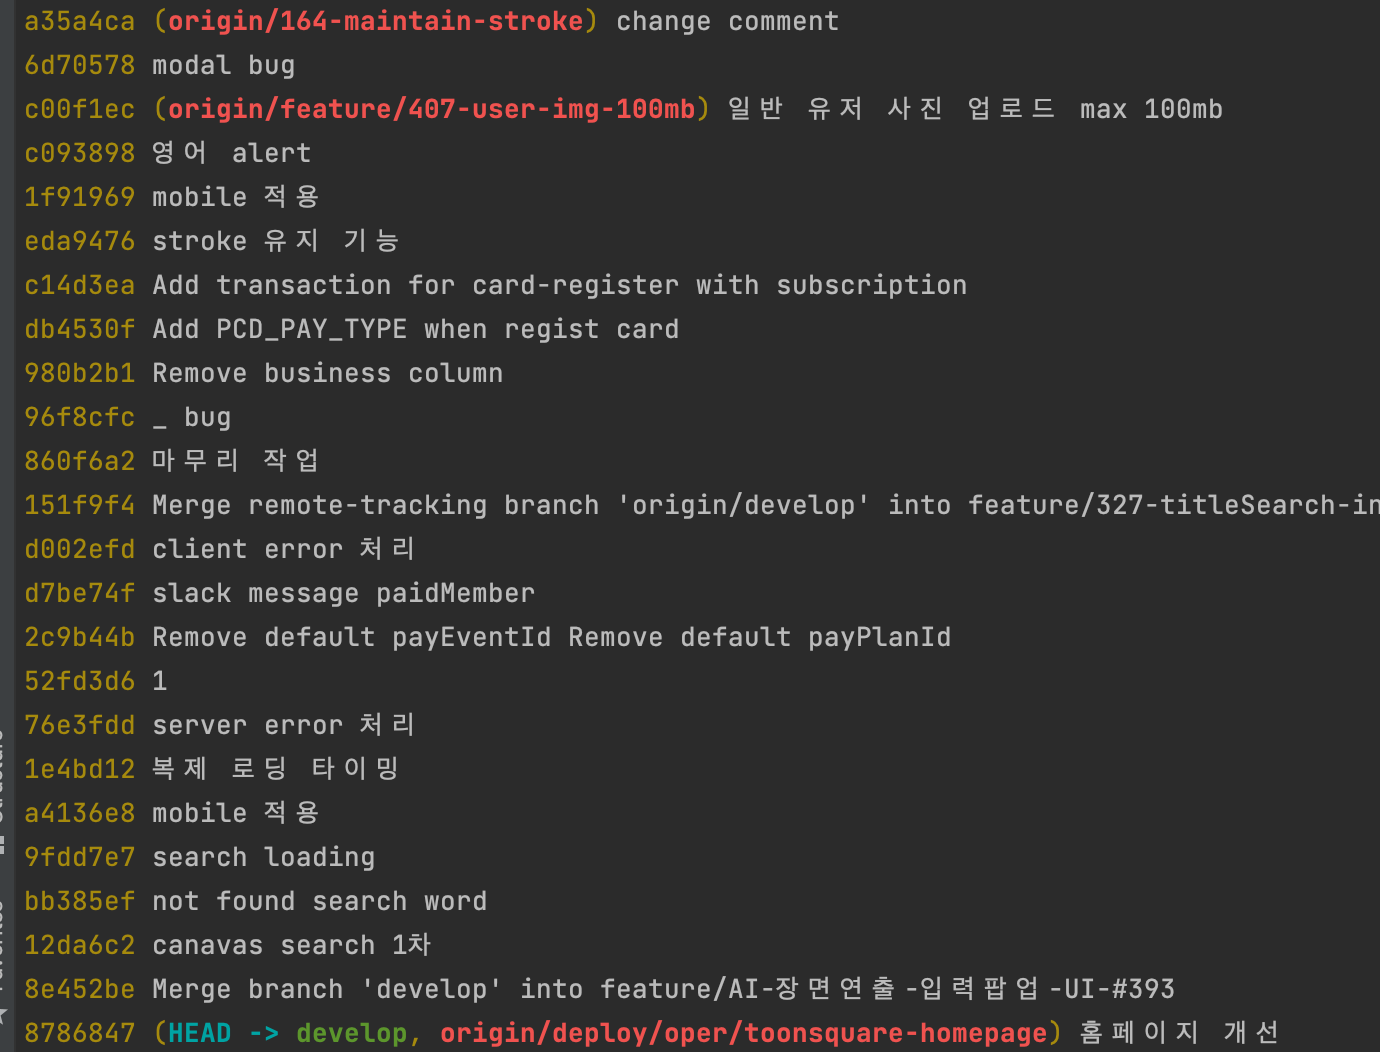 a35a4ca (origin/164-maintain-stroke) change comment
6d70578 modal bug
c00f1ec (origin/feature/407-user-img-100mb) 일반 유저 사진 업로드 max 100mb
c093898 영어 alert
1f91969 mobile 적용
eda9476 stroke 유지 기능
c14d3ea Add transaction for card-register with subscription
db4530f Add PCD_PAY_TYPE when regist card
980b2b1 Remove business column
96f8cfc _ bug
860f6a2 마무리 작업
151f9f4 Merge remote-tracking branch 'origin/develop' into feature/327-titleSearch-in
d002efd client error 처리
d7be74f slack message paidMember
2c9b44b Remove default payEventId Remove default payPlanId
52fd3d6 1
76e3fdd server error 처리
1e4bd12 복제 로딩 타이밍
a4136e8 mobile 적용
9fdd7e7 search loading
bb385ef not found search word
12da6c2 canavas search 1차
8e452be Merge branch 'develop' into feature/AI-장면연출-입력팝업-UI-#393
8786847 (HEAD -> develop, origin/deploy/oper/toonsquare-homepage) 홈페이지 개선